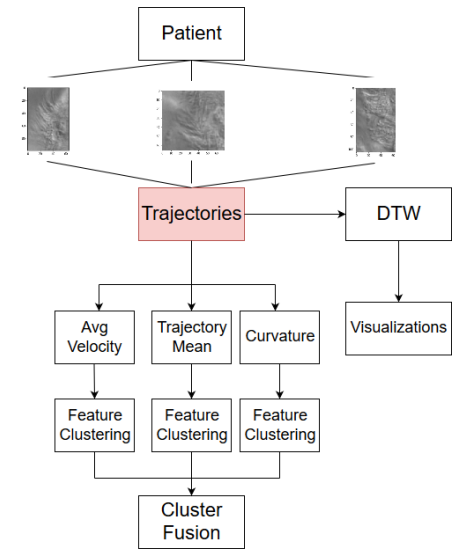 Patient
Trajectories
DTW
Avg
Velocity
Trajectory
Mean
Curvature
Visualizations
Feature
Clustering
Feature
Clustering
Feature
Clustering
Cluster
Fusion